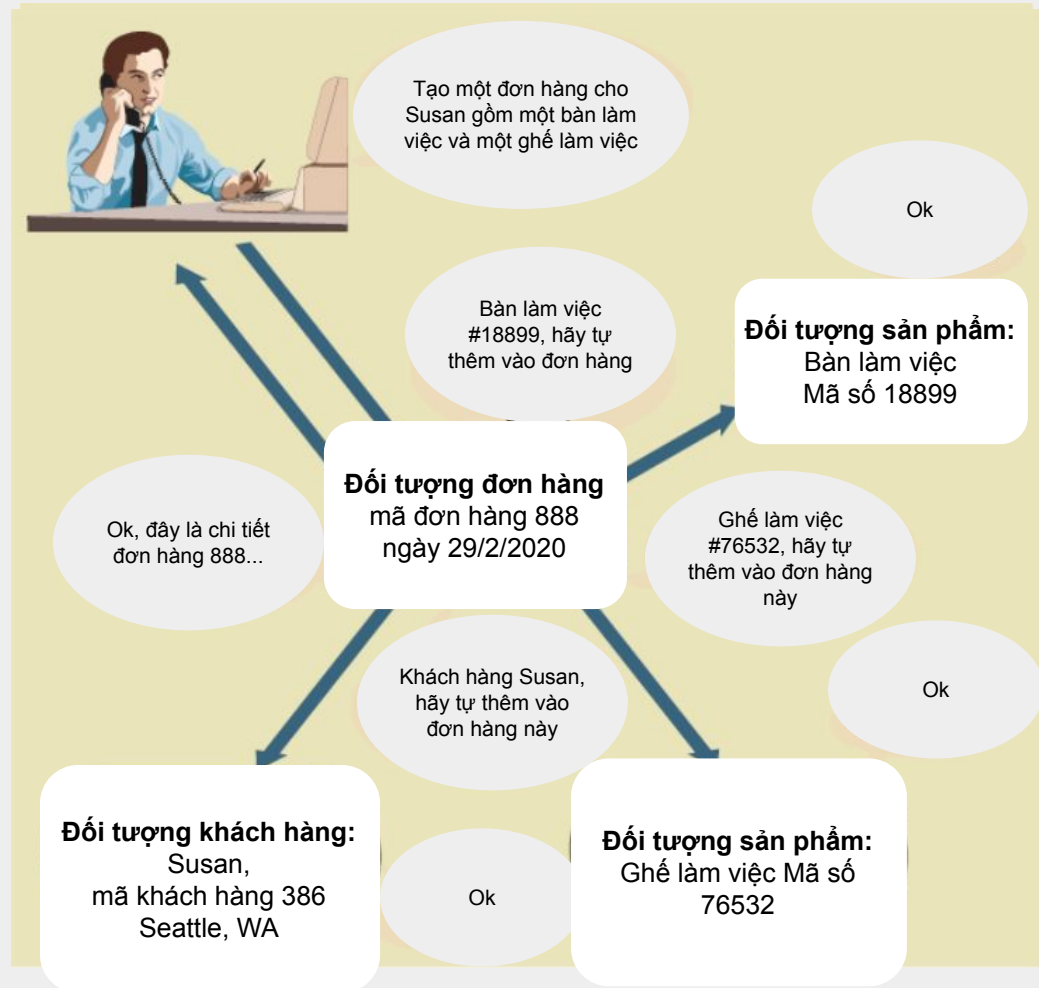 Tạo một đơn hàng cho
Susan gồm một bàn làm
việc và một ghế làm việc
Ok
Bàn làm việc
#18899, hãy tự
thêm vào đơn hàng
Đối tượng sản phẩm:
Bàn làm việc
Mã số 18899
Đối tượng đơn hàng
mã đơn hàng 888
ngày 29/2/2020
Ok, đây là chi tiết
đơn hàng 888...
Ghế làm việc
#76532, hãy tự
thêm vào đơn hàng
này
Khách hàng Susan,
hãy tự thêm vào
đơn hàng này
Ok
Đối tượng khách hàng:
Susan,
mã khách hàng 386
Seattle, WA
Ok
Đối tượng sản phẩm:
Ghế làm việc Mã số
76532